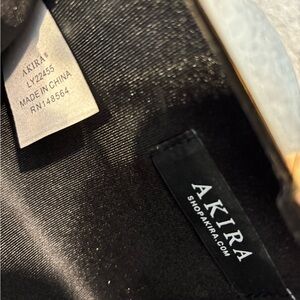 AKIRA®
LY22455
MADE IN CHINA
RN148564
AKIRA
SHOPAKIRA.COM